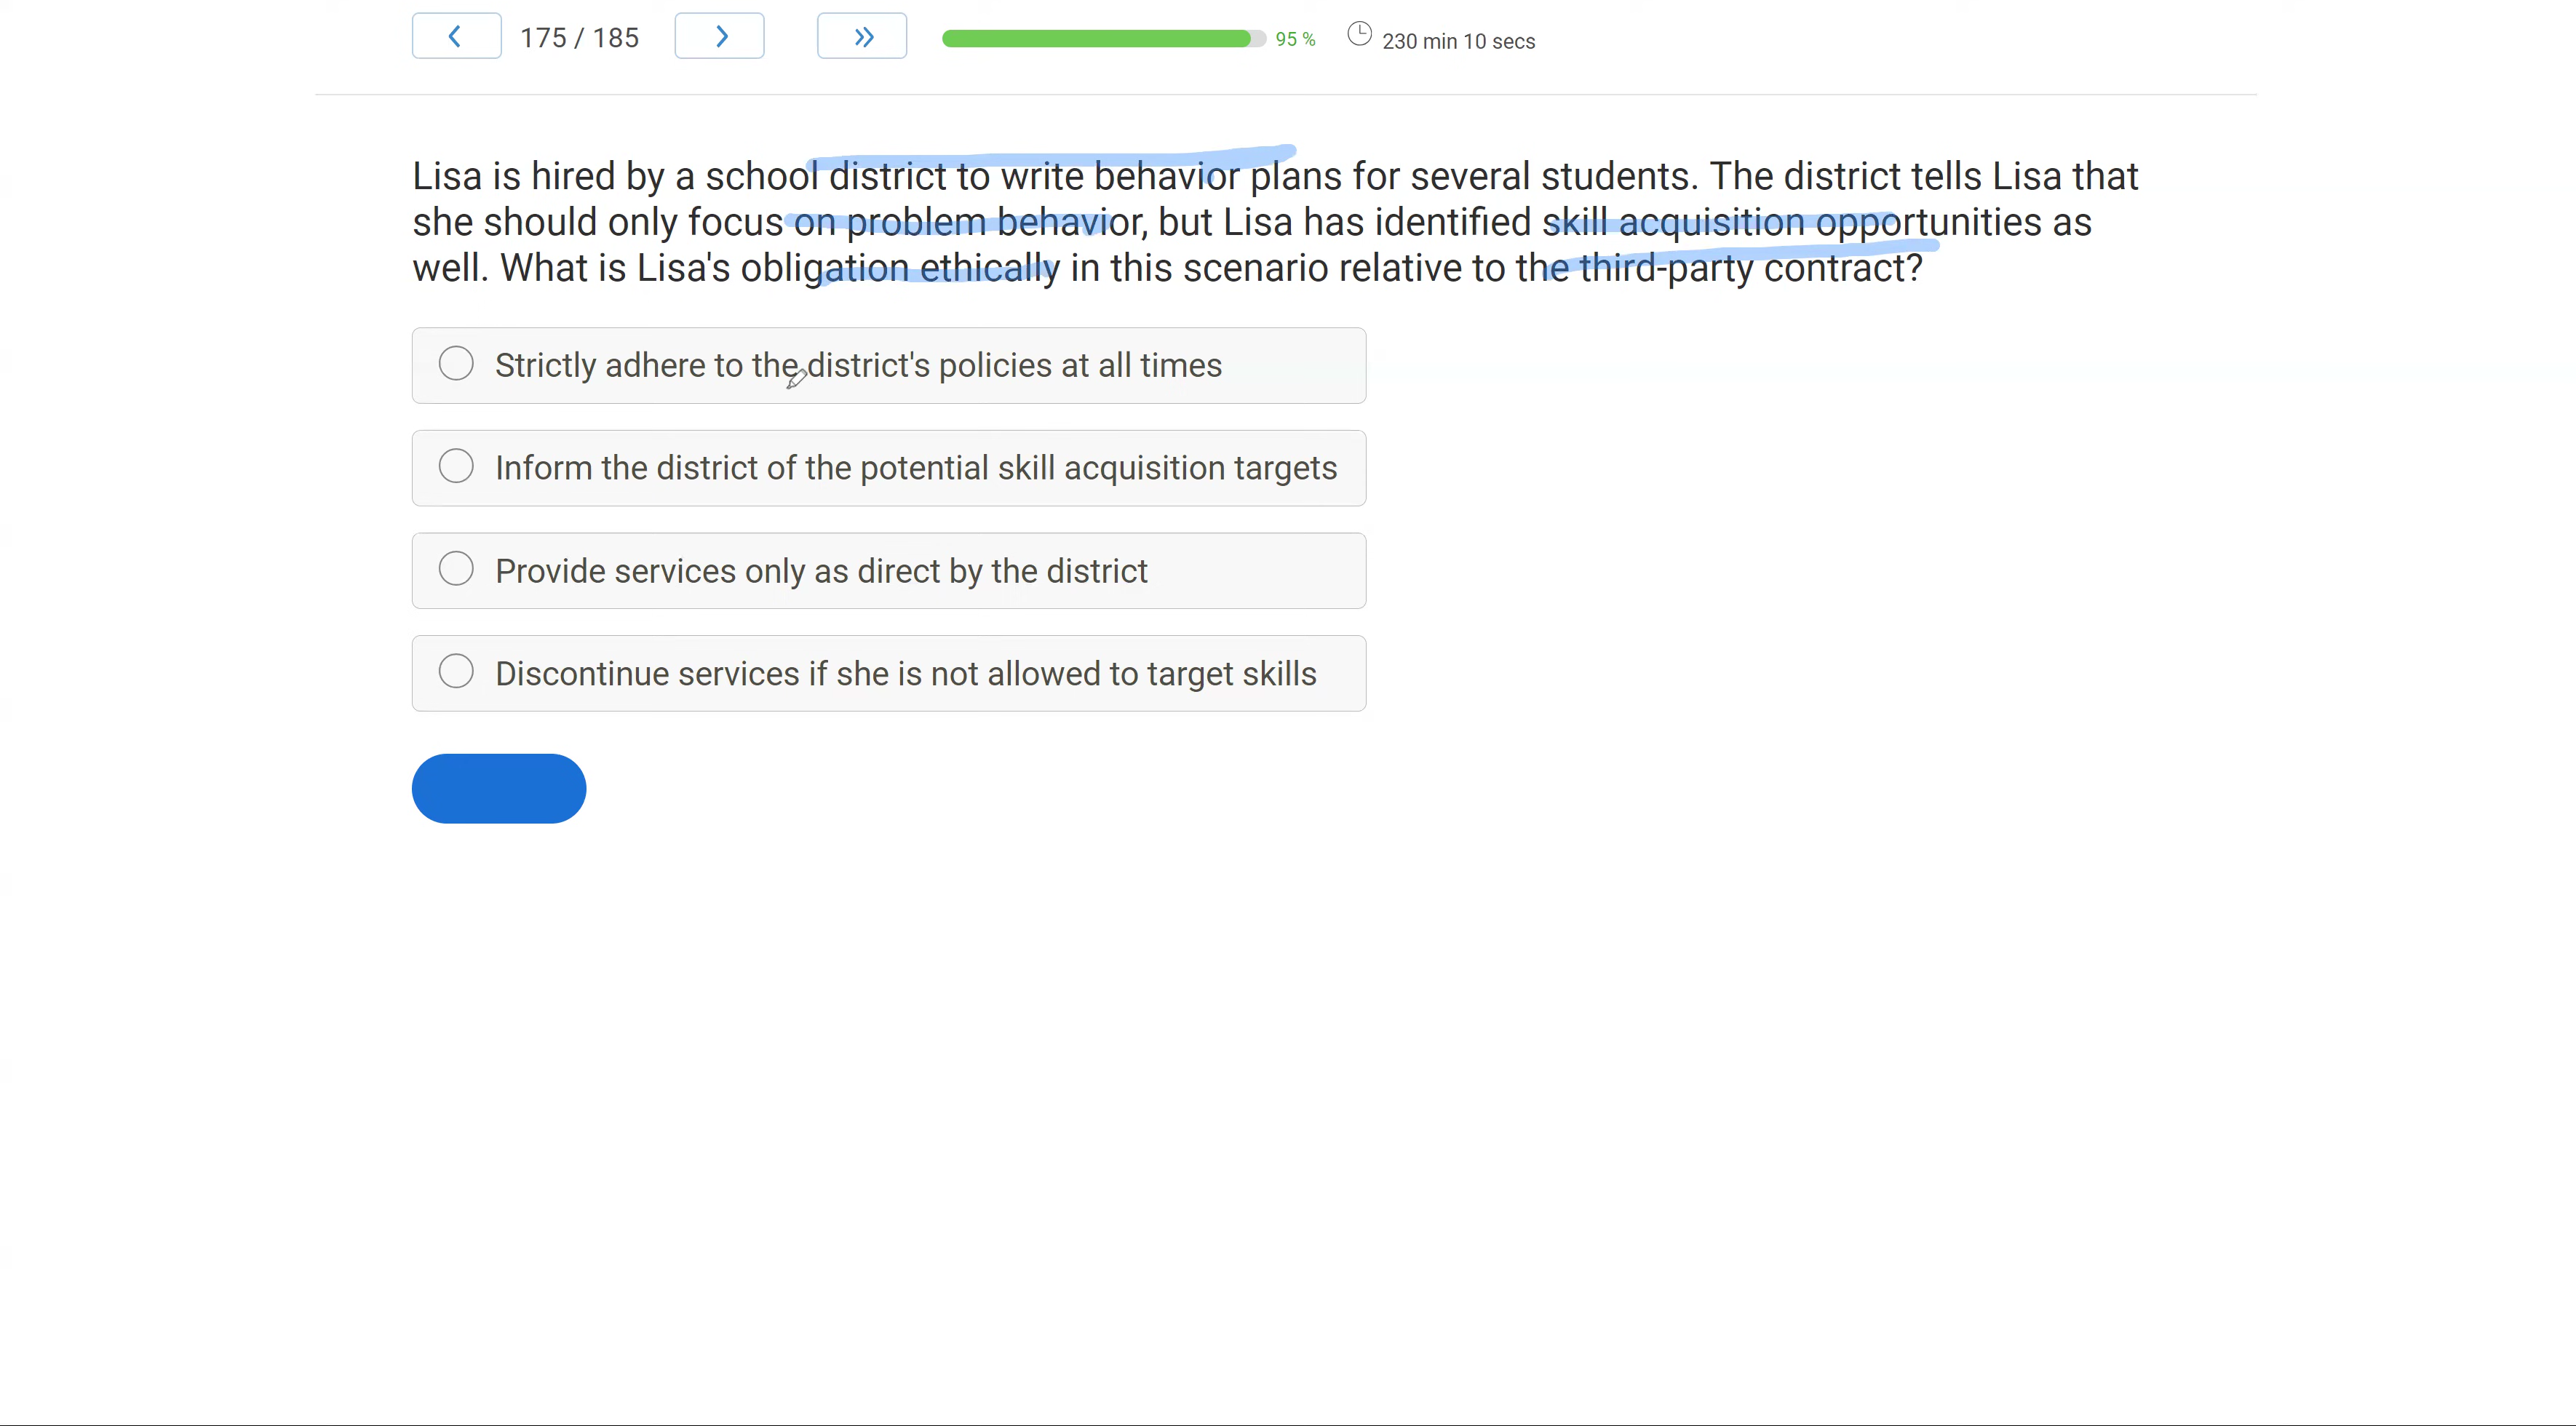 175 / 185
95 %
230 min 10 secs
Lisa is hired by a school district to write behavior plans for several students. The district tells Lisa that
she should only focus on problem behavior, but Lisa has identified skill acquisition opportunities as
well. What is Lisa's obligation ethically in this scenario relative to the third-party contract?
Strictly adhere to the district's policies at all times
Inform the district of the potential skill acquisition targets
Provide services only as direct by the district
Discontinue services if she is not allowed to target skills